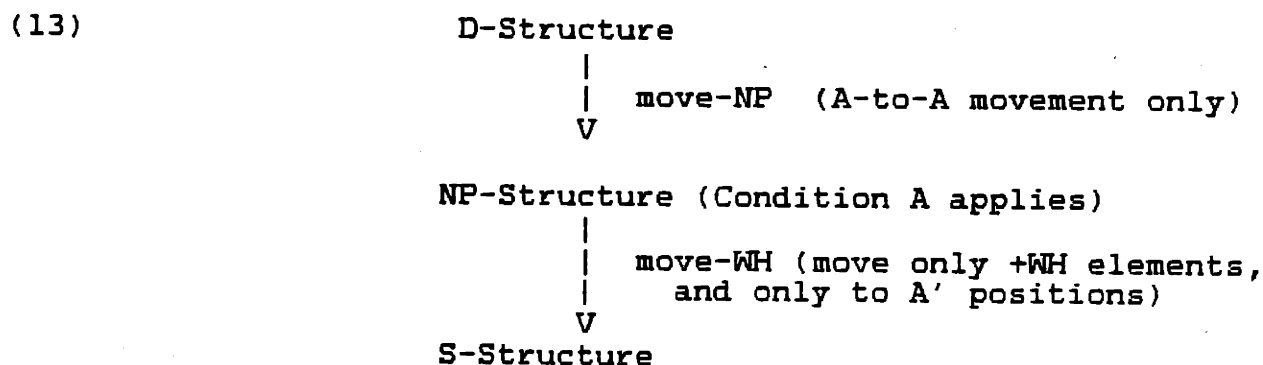 (13) D-Structure
move-NP (A-to-A movement only)
NP-Structure (Condition A applies)
move-WH (move only +WH elements,
and only to A' positions)
S-Structure